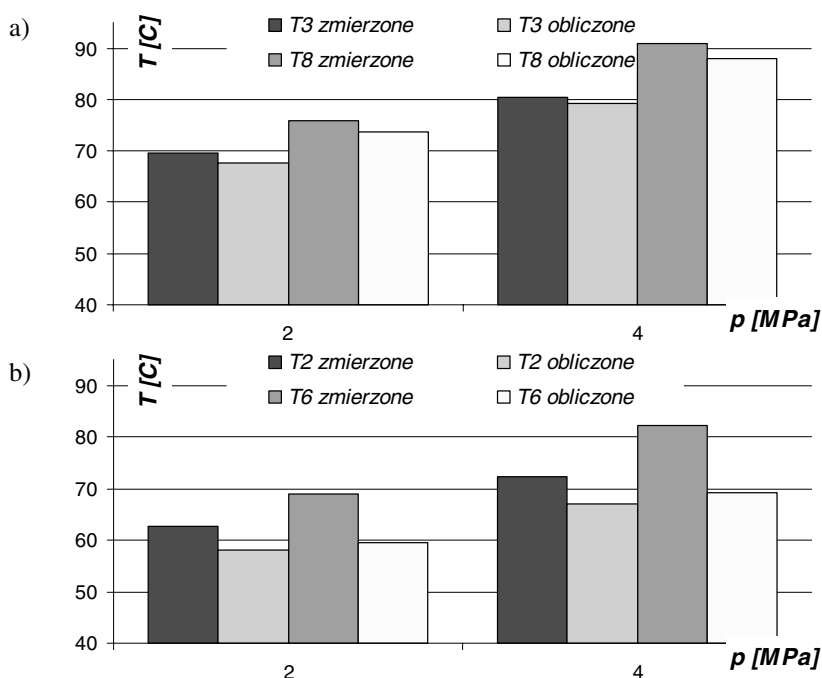 a)
T [C]
T3 zmierzone T3 obliczone
T8 zmierzone T8 obliczone
90
80
70
60
50
40
2 4
p [MPa]
b)
T [C]
T2 zmierzone T2 obliczone
T6 zmierzone T6 obliczone
90
80
70
60
50
40
2 4
p [MPa]